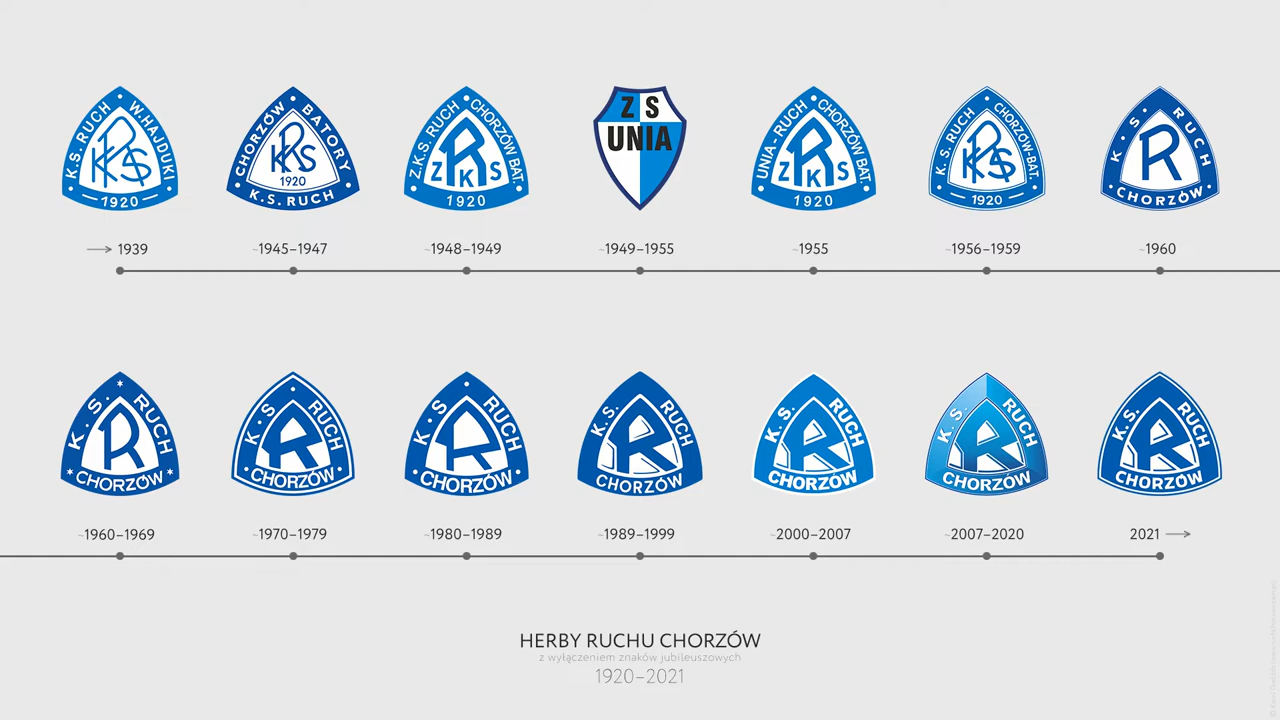 K.S. RUCH • W.HAJDUKI
KRS
1920
CHORZÓW • BATORY
KRS
1920
K.S. RUCH
Z.K.S. RUCH • CHORZÓW BAT.
R
Z K S
1920
Z S
UNIA
UNIA-RUCH • CHORZÓW BAT.
R
Z K S
1920
K.S.RUCH • CHORZÓW-BAT.
KRS
1920
K. S. RUCH
R
CHORZÓW
→ 1939
~1945–1947
~1948–1949
~1949–1955
~1955
~1956–1959
~1960
K. S. RUCH
R
CHORZÓW
K. S RUCH
R
CHORZÓW
K. S RUCH
R
CHORZÓW
K. S. RUCH
R
CHORZÓW
K. S. RUCH
R
CHORZÓW
K. S. RUCH
R
CHORZÓW
K. S. RUCH
R
CHORZÓW
~1960–1969
~1970–1979
~1980–1989
~1989–1999
~2000–2007
~2007–2020
2021 →
HERBY RUCHU CHORZÓW
z wyłączeniem znaków jubileuszowych
1920–2021